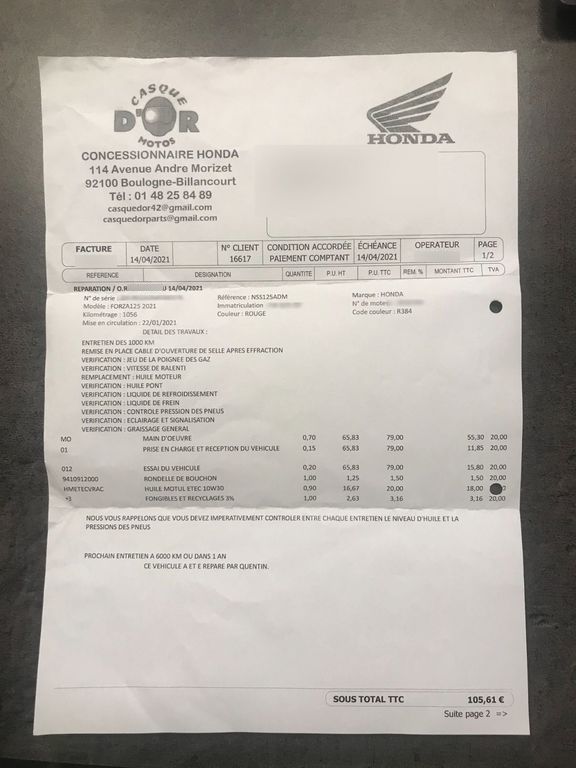 CASQUE
D'OR
MOTOS
HONDA
CONCESSIONNAIRE HONDA
114 Avenue Andre Morizet
92100 Boulogne-Billancourt
Tél : 01 48 25 84 89
casquedor42@gmail.com
casquedorparts@gmail.com
FACTURE DATE N° CLIENT CONDITION ACCORDÉE ÉCHÉANCE OPERATEUR PAGE
14/04/2021 16617 PAIEMENT COMPTANT 14/04/2021 1/2
REFERENCE DESIGNATION QUANTITE P.U. HT P.U. TTC REM. % MONTANT TTC TVA
REPARATION / O.R 14/04/2021
N° de série : Référence : NSS125ADM Marque : HONDA
Modèle : FORZA125 2021 Immatriculation N° de moteur
Kilométrage : 1056 Couleur : ROUGE Code couleur : R384
Mise en circulation : 22/01/2021
DETAIL DES TRAVAUX :
ENTRETIEN DES 1000 KM
REMISE EN PLACE CABLE D'OUVERTURE DE SELLE APRES EFFRACTION
VERIFICATION : JEU DE LA POIGNEE DES GAZ
VERIFICATION : VITESSE DE RALENTI
REMPLACEMENT : HUILE MOTEUR
VERIFICATION : HUILE PONT
VERIFICATION : LIQUIDE DE REFROIDISSEMENT
VERIFICATION : LIQUIDE DE FREIN
VERIFICATION : CONTROLE PRESSION DES PNEUS
VERIFICATION : ECLAIRAGE ET SIGNALISATION
VERIFICATION : GRAISSAGE GENERAL
MO MAIN D'OEUVRE 0,70 65,83 79,00 55,30 20,00
01 PRISE EN CHARGE ET RECEPTION DU VEHICULE 0,15 65,83 79,00 11,85 20,00
012 ESSAI DU VEHICULE 0,20 65,83 79,00 15,80 20,00
9410912000 RONDELLE DE BOUCHON 1,00 1,25 1,50 1,50 20,00
HMETECVRAC HUILE MOTUL ETEC 10W30 0,90 16,67 20,00 18,00
FONGIBLES ET RECYCLAGES 3% 1,00 2,63 3,16 3,16 20,00
NOUS VOUS RAPPELONS QUE VOUS DEVEZ IMPERATIVEMENT CONTROLER ENTRE CHAQUE ENTRETIEN LE NIVEAU D'HUILE ET LA
PRESSIONS DES PNEUS
PROCHAIN ENTRETIEN A 6000 KM OU DANS 1 AN
CE VEHICULE A ET E REPARE PAR QUENTIN.
SOUS TOTAL TTC 105,61 €
Suite page 2 =>